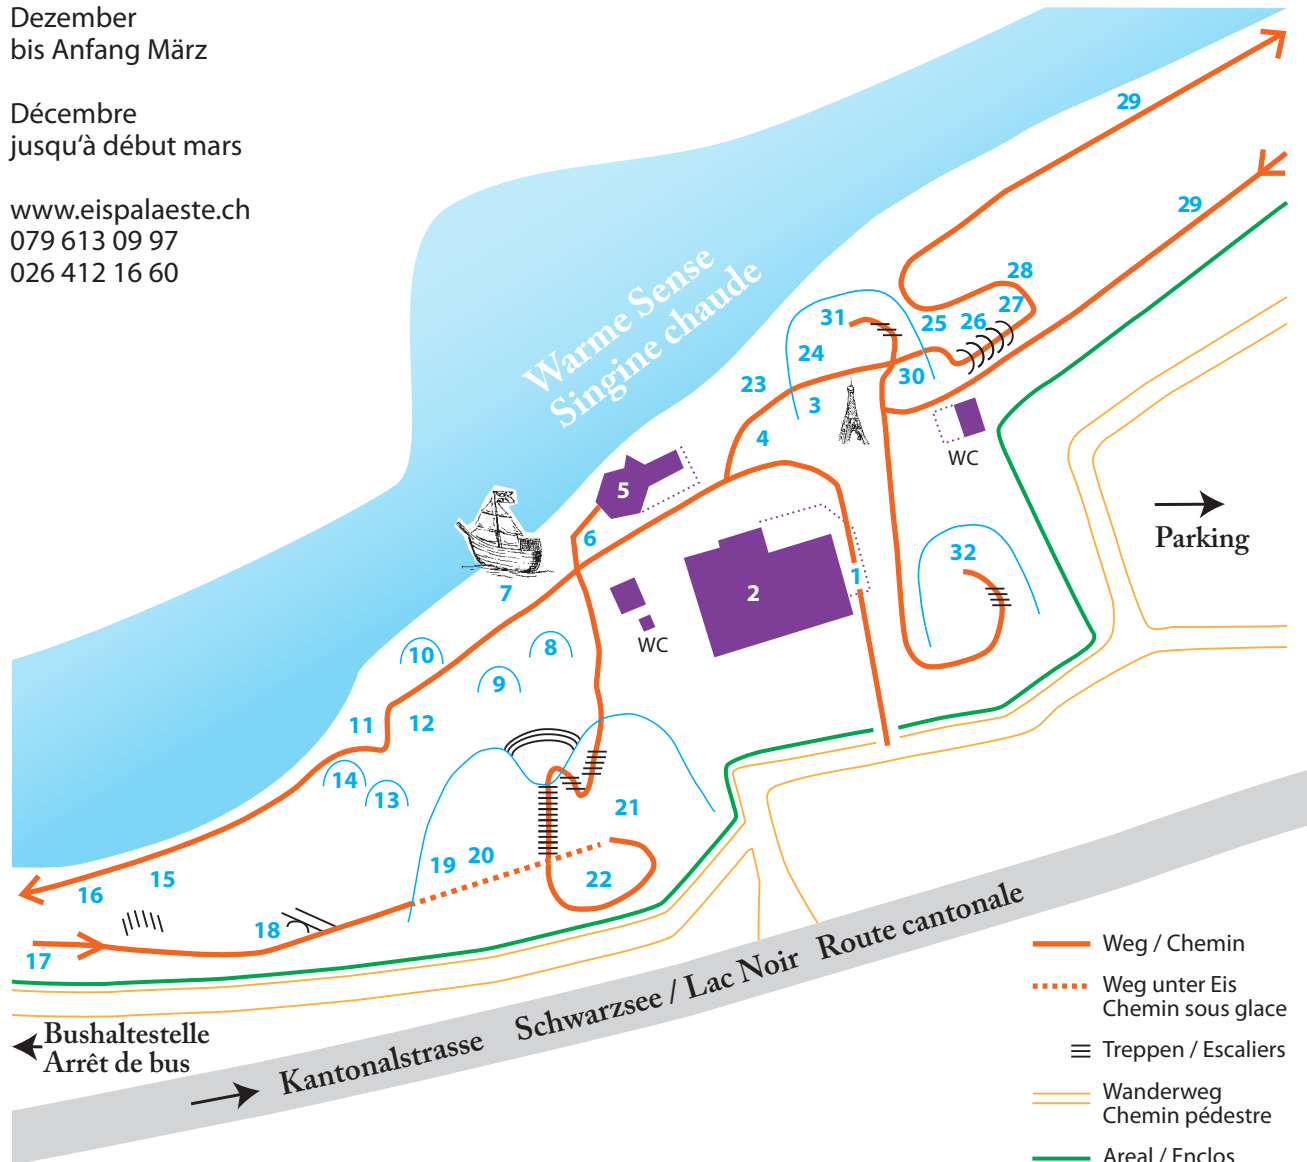 Dezember
bis Anfang März
Décembre
jusqu'à début mars
www.eispalaeste.ch
079 613 09 97
026 412 16 60
29
29
Warme Sense
Singine chaude
28
27
26
25
31
24
30
23
3
4
WC
5
6
7
Parking
32
1
2
WC
8
10
9
11
12
14
13
21
19
20
22
15
16
18
17
Bushaltestelle
Arrêt de bus
Kantonalstrasse Schwarzsee / Lac Noir Route cantonale
Weg / Chemin
Weg unter Eis
Chemin sous glace
Treppen / Escaliers
Wanderweg
Chemin pédestre
Areal / Enclos